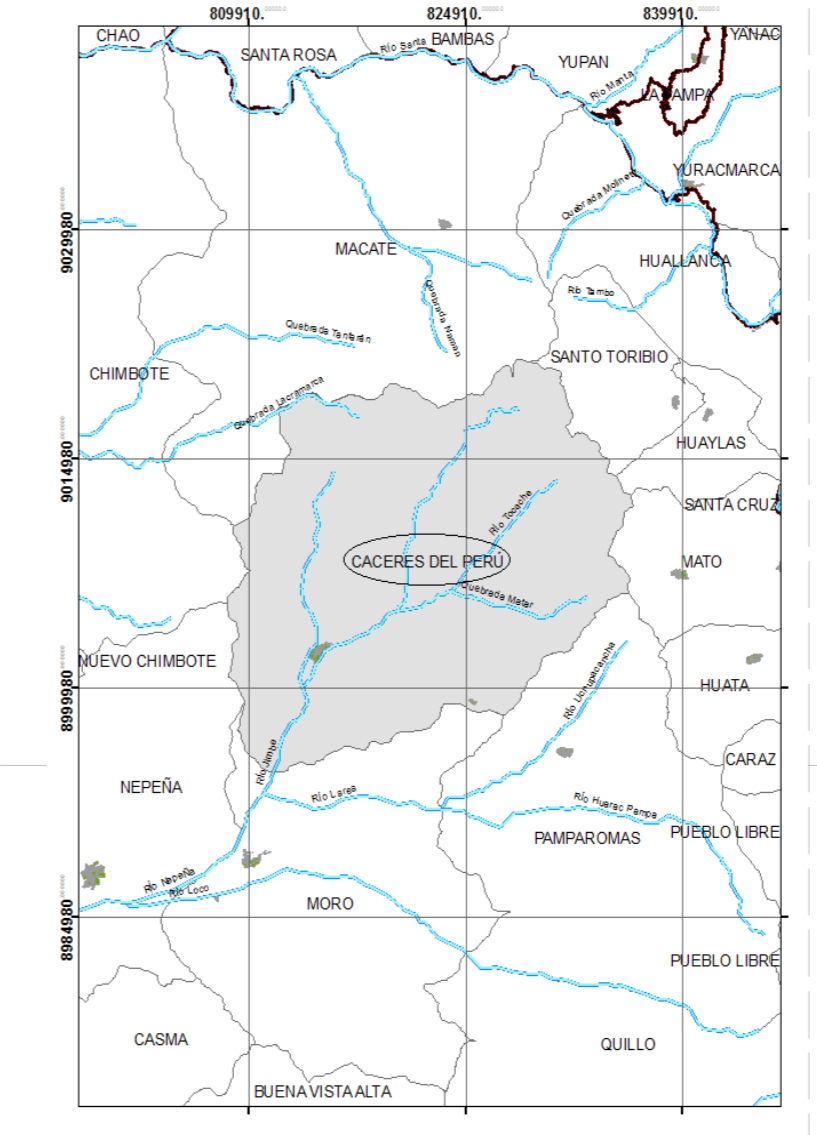 809910.
824910.
839910.
CHAO
SANTA ROSA
Río Santa
BAMBAS
YUPAN
YANAC
Río Manta
LA PAMPA
YURACMARCA
Quebrada
9029980
MACATE
HUALLANCA
Quebrada
Río Tambo
Quebrada
SANTO TORIBIO
CHIMBOTE
Quebrada Lacramarca
HUAYLAS
9014980
SANTA CRUZ
Río Tocache
CACERES DEL PERÚ
MATO
Quebrada Matar
NUEVO CHIMBOTE
Río Uchupacancha
HUATA
8999980
Río Jimbe
CARAZ
NEPEÑA
Río Larea
Río Huarac Pampa
PUEBLO LIBRE
PAMPAROMAS
Río Nepeña
Río Loco
MORO
8984980
PUEBLO LIBRE
CASMA
QUILLO
BUENA VISTA ALTA